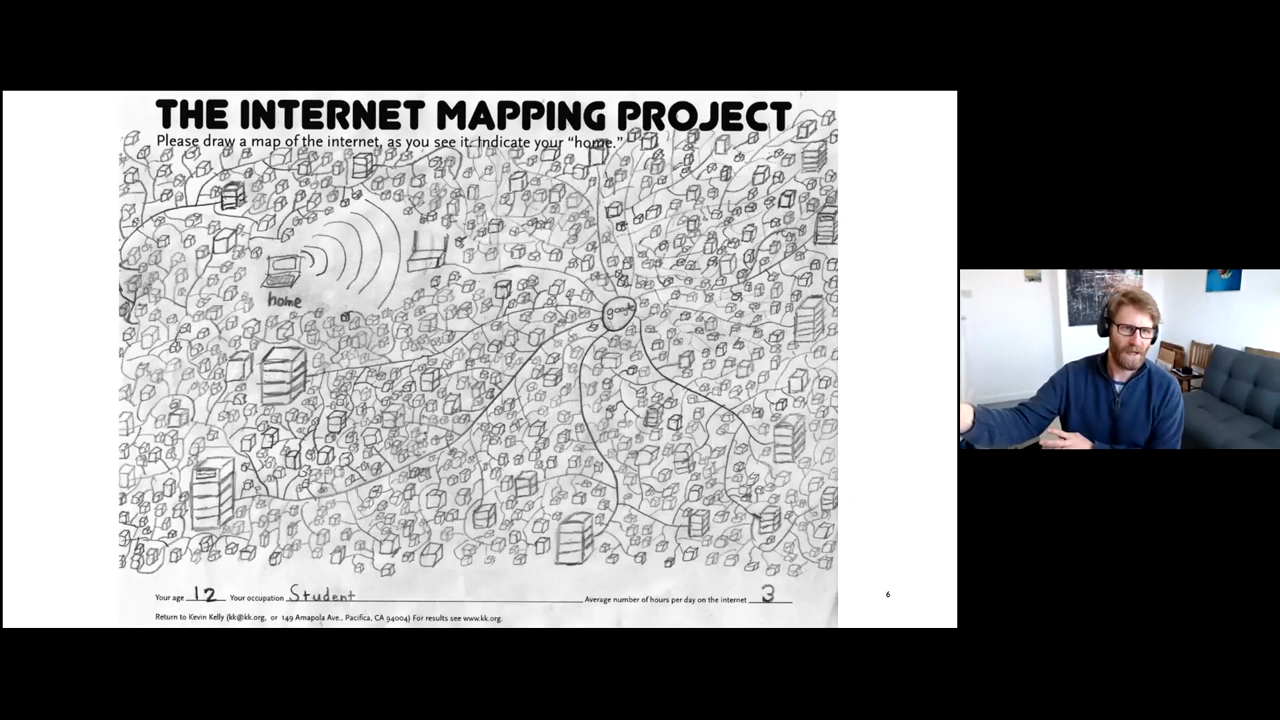 THE INTERNET MAPPING PROJECT
Please draw a map of the internet, as you see it. Indicate your “home.”
home
google
Your age 12 Your occupation Student Average number of hours per day on the internet 3
Return to Kevin Kelly (kk@kk.org, or 149 Amapola Ave., Pacifica, CA 94004) For results see www.kk.org.
6